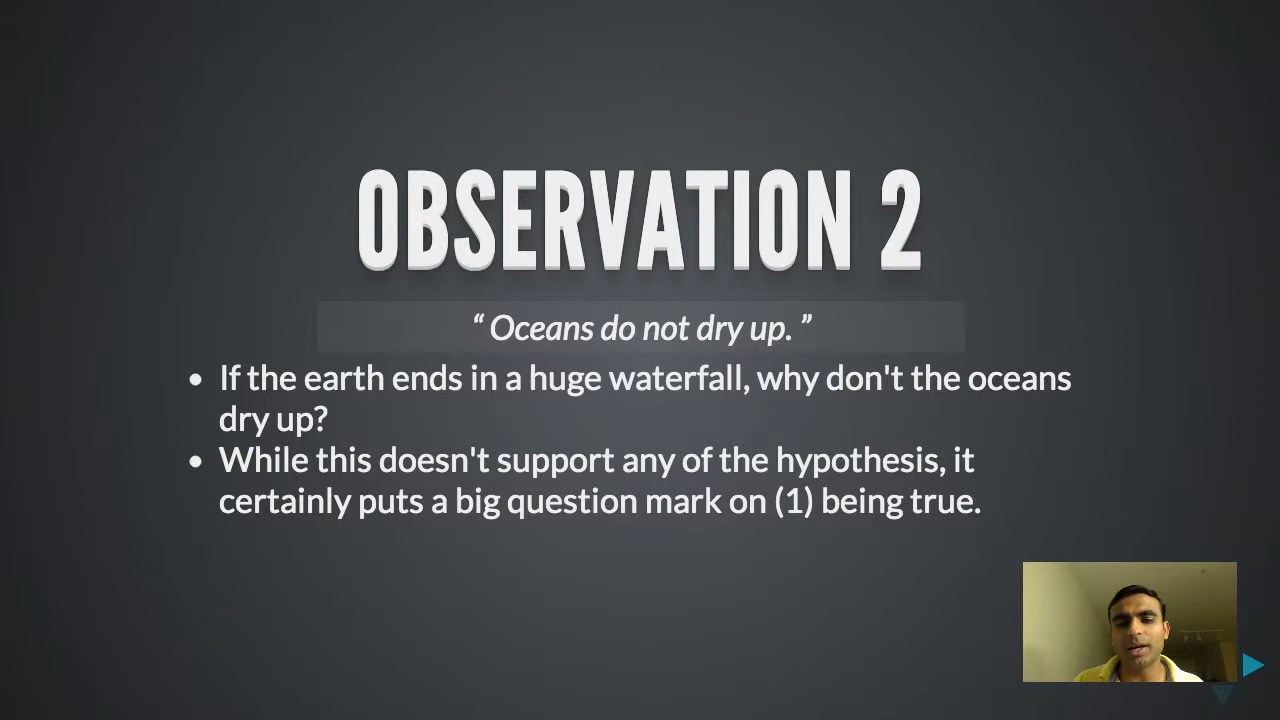 OBSERVATION 2
“ Oceans do not dry up. ”
• If the earth ends in a huge waterfall, why don't the oceans
dry up?
• While this doesn't support any of the hypothesis, it
certainly puts a big question mark on (1) being true.